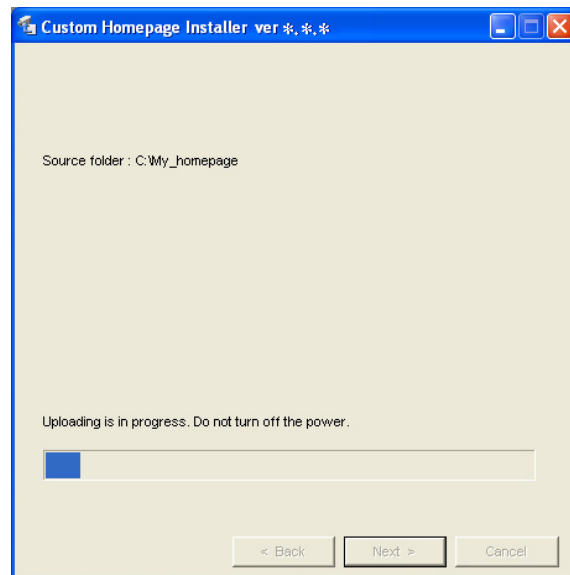 Custom Homepage Installer ver *.*.*
Source folder : C:\My_homepage
Uploading is in progress. Do not turn off the power.
< Back
Next >
Cancel